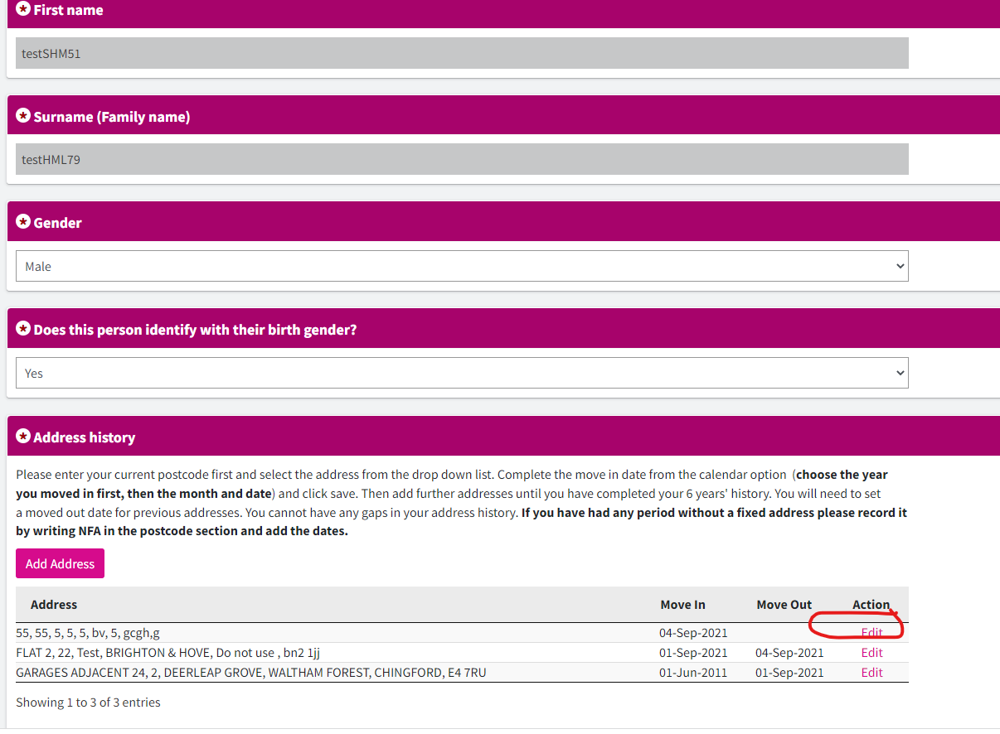 First name
testSHM51
Surname (Family name)
testHML79
Gender
Male
Does this person identify with their birth gender?
Yes
Address history
Please enter your current postcode first and select the address from the drop down list. Complete the move in date from the calendar option (choose the year
you moved in first, then the month and date) and click save. Then add further addresses until you have completed your 6 years' history. You will need to set
a moved out date for previous addresses. You cannot have any gaps in your address history. If you have had any period without a fixed address please record it
by writing NFA in the postcode section and add the dates.
Add Address
Address Move In Move Out Action
55, 55, 5, 5, 5, bv, 5, gcgh,g 04-Sep-2021 Edit
FLAT 2, 22, Test, BRIGHTON & HOVE, Do not use , bn2 1jj 01-Sep-2021 04-Sep-2021 Edit
GARAGES ADJACENT 24, 2, DEERLEAP GROVE, WALTHAM FOREST, CHINGFORD, E4 7RU 01-Jun-2011 01-Sep-2021 Edit
Showing 1 to 3 of 3 entries